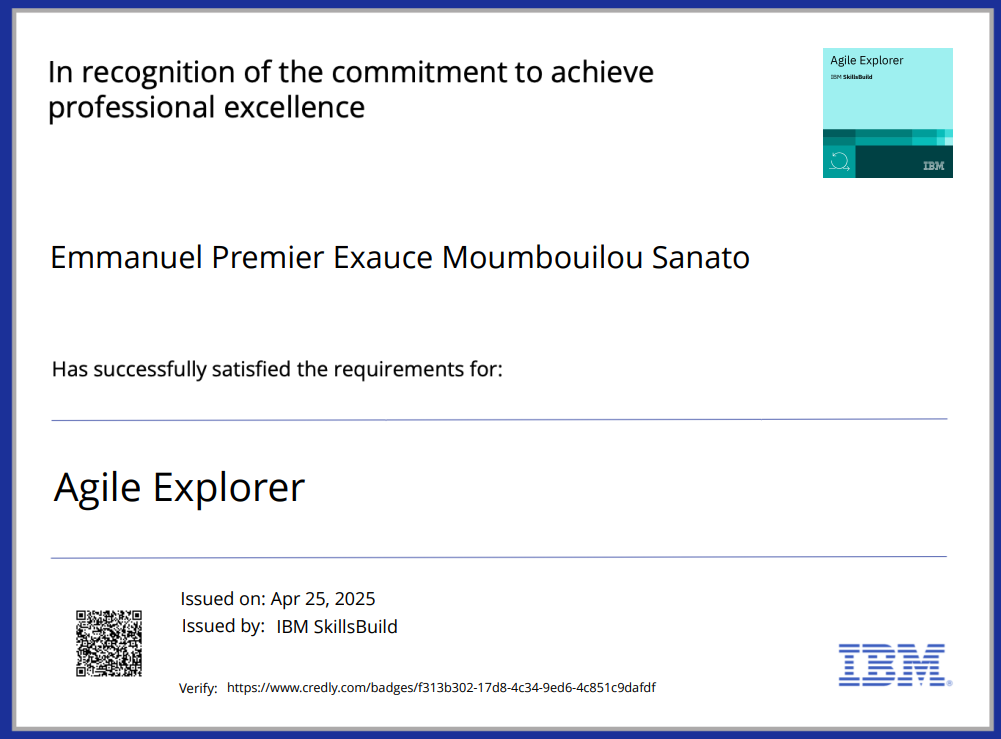 In recognition of the commitment to achieve
professional excellence
Agile Explorer
IBM SkillsBuild
IBM
Emmanuel Premier Exauce Moumbouilou Sanato
Has successfully satisfied the requirements for:
Agile Explorer
Issued on: Apr 25, 2025
Issued by: IBM SkillsBuild
IBM®
Verify: https://www.credly.com/badges/f313b302-17d8-4c34-9ed6-4c851c9dafdf